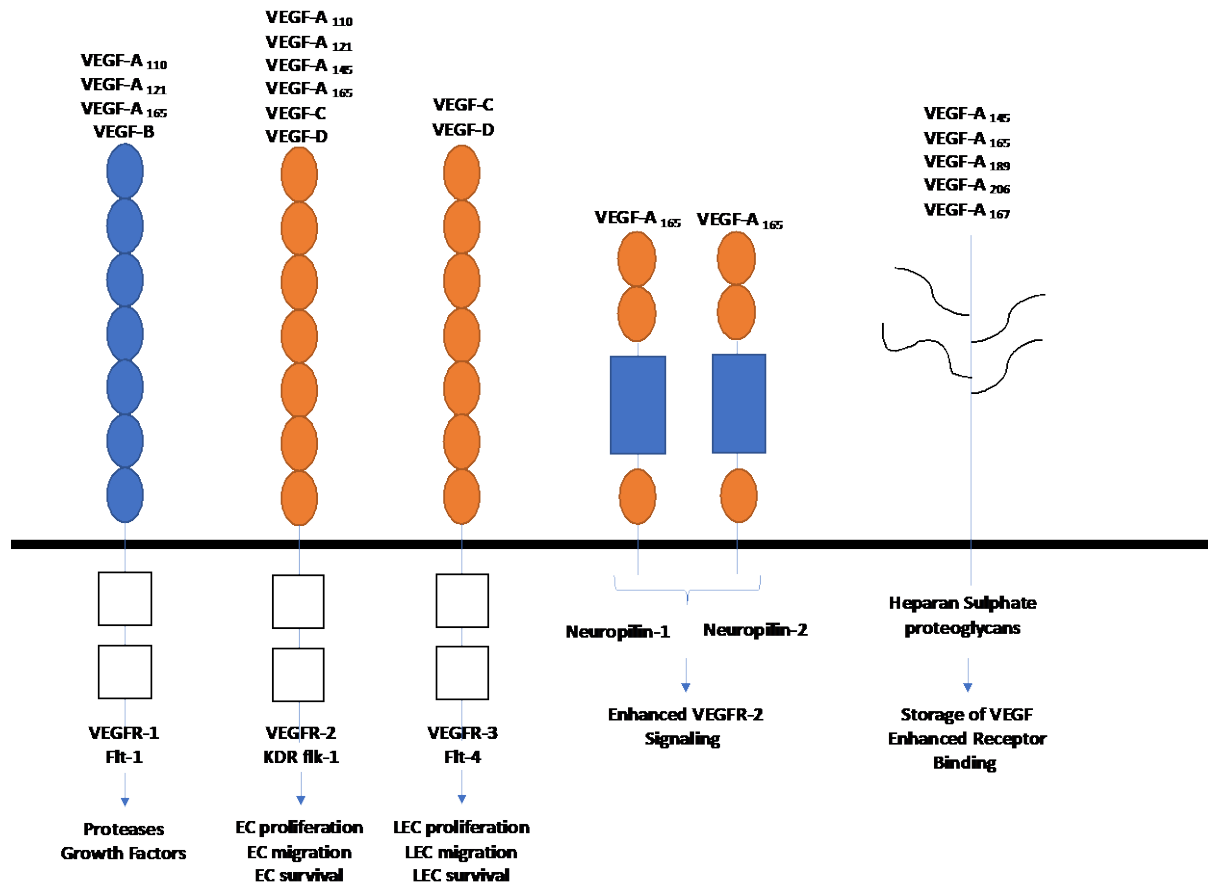 VEGF-A 110
VEGF-A 121
VEGF-A 165
VEGF-B
VEGF-A 110
VEGF-A 121
VEGF-A 145
VEGF-A 165
VEGF-C
VEGF-D
VEGF-C
VEGF-D
VEGF-A 165
VEGF-A 165
VEGF-A 145
VEGF-A 165
VEGF-A 189
VEGF-A 206
VEGF-A 167
VEGFR-1
Flt-1
Proteases
Growth Factors
VEGFR-2
KDR flk-1
EC proliferation
EC migration
EC survival
VEGFR-3
Flt-4
LEC proliferation
LEC migration
LEC survival
Neuropilin-1
Neuropilin-2
Enhanced VEGFR-2
Signaling
Heparan Sulphate
proteoglycans
Storage of VEGF
Enhanced Receptor
Binding